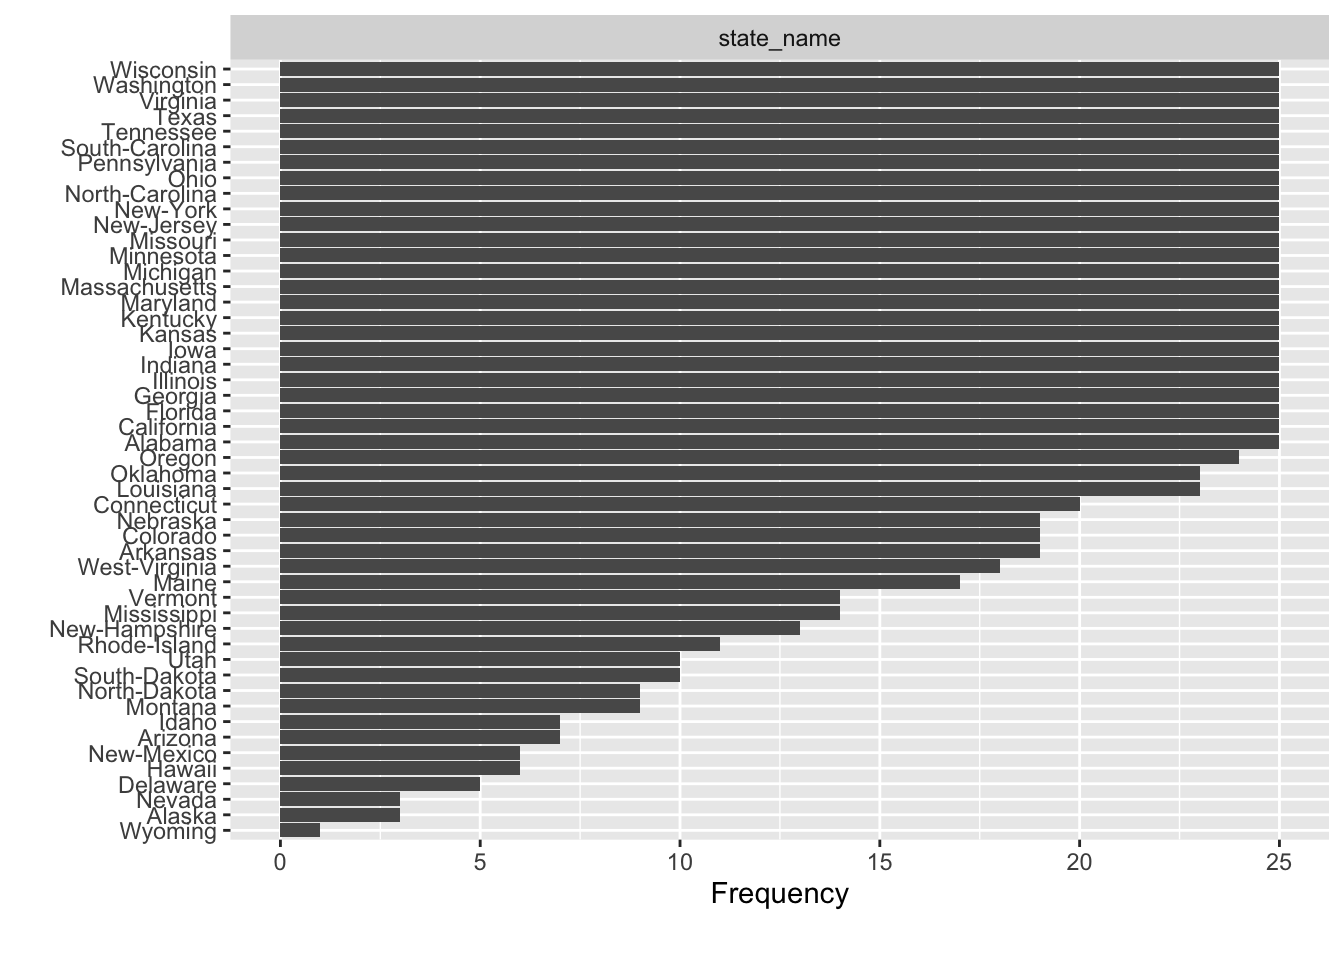 state_name
Wisconsin
Washington
Virginia
Texas
Tennessee
South-Carolina
Pennsylvania
Ohio
North-Carolina
New-York
New-Jersey
Missouri
Minnesota
Michigan
Massachusetts
Maryland
Kentucky
Kansas
Iowa
Indiana
Illinois
Georgia
Florida
California
Alabama
Oregon
Oklahoma
Louisiana
Connecticut
Nebraska
Colorado
Arkansas
West-Virginia
Maine
Vermont
Mississippi
New-Hampshire
Rhode-Island
Utah
South-Dakota
North-Dakota
Montana
Idaho
Arizona
New-Mexico
Hawaii
Delaware
Nevada
Alaska
Wyoming
0 5 10 15 20 25
Frequency